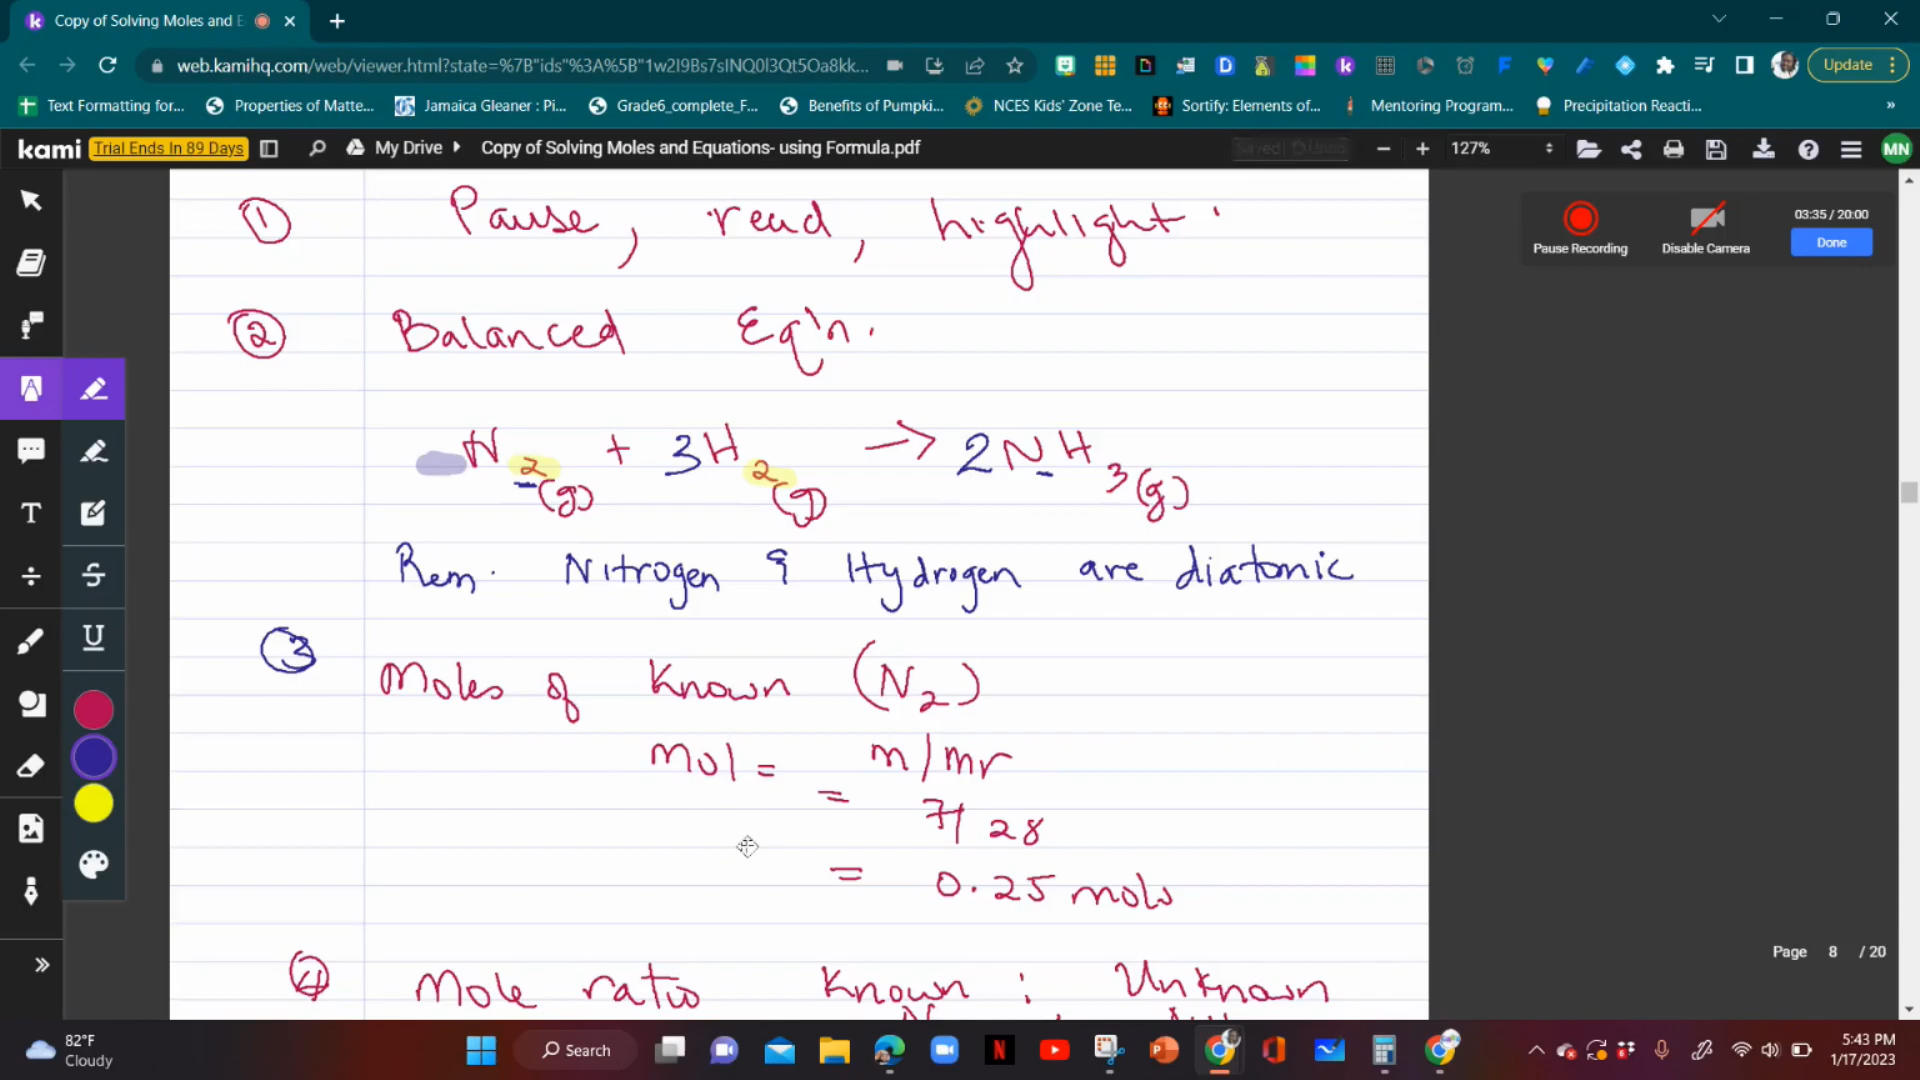 Copy of Solving Moles and E
web.kamihq.com/web/viewer.html?state=%7B"ids"%3A%5B"1w2I9Bs7sINQ0l3Qt5Oa8kk...
Update
Text Formatting for... Properties of Matte... Jamaica Gleaner : Pi... Grade6_complete_F... Benefits of Pumpki... NCES Kids' Zone Te... Sortify: Elements of... Mentoring Program... Precipitation Reacti... »
kami Trial Ends In 89 Days My Drive Copy of Solving Moles and Equations- using Formula.pdf Saved Undo 127% MN
03:35 / 20:00
Pause Recording Disable Camera Done
1 Pause, read, highlight.
2 Balanced Eq'n.
N2(g) + 3H2(g) → 2NH3(g)
Rem. Nitrogen & Hydrogen are diatomic
3 Moles of Known (N2)
Mol = m/mr
= 7/28
= 0.25 mols
4 Mole ratio Known : Unknown
Page 8 / 20
82°F
Cloudy
Search
5:43 PM
1/17/2023